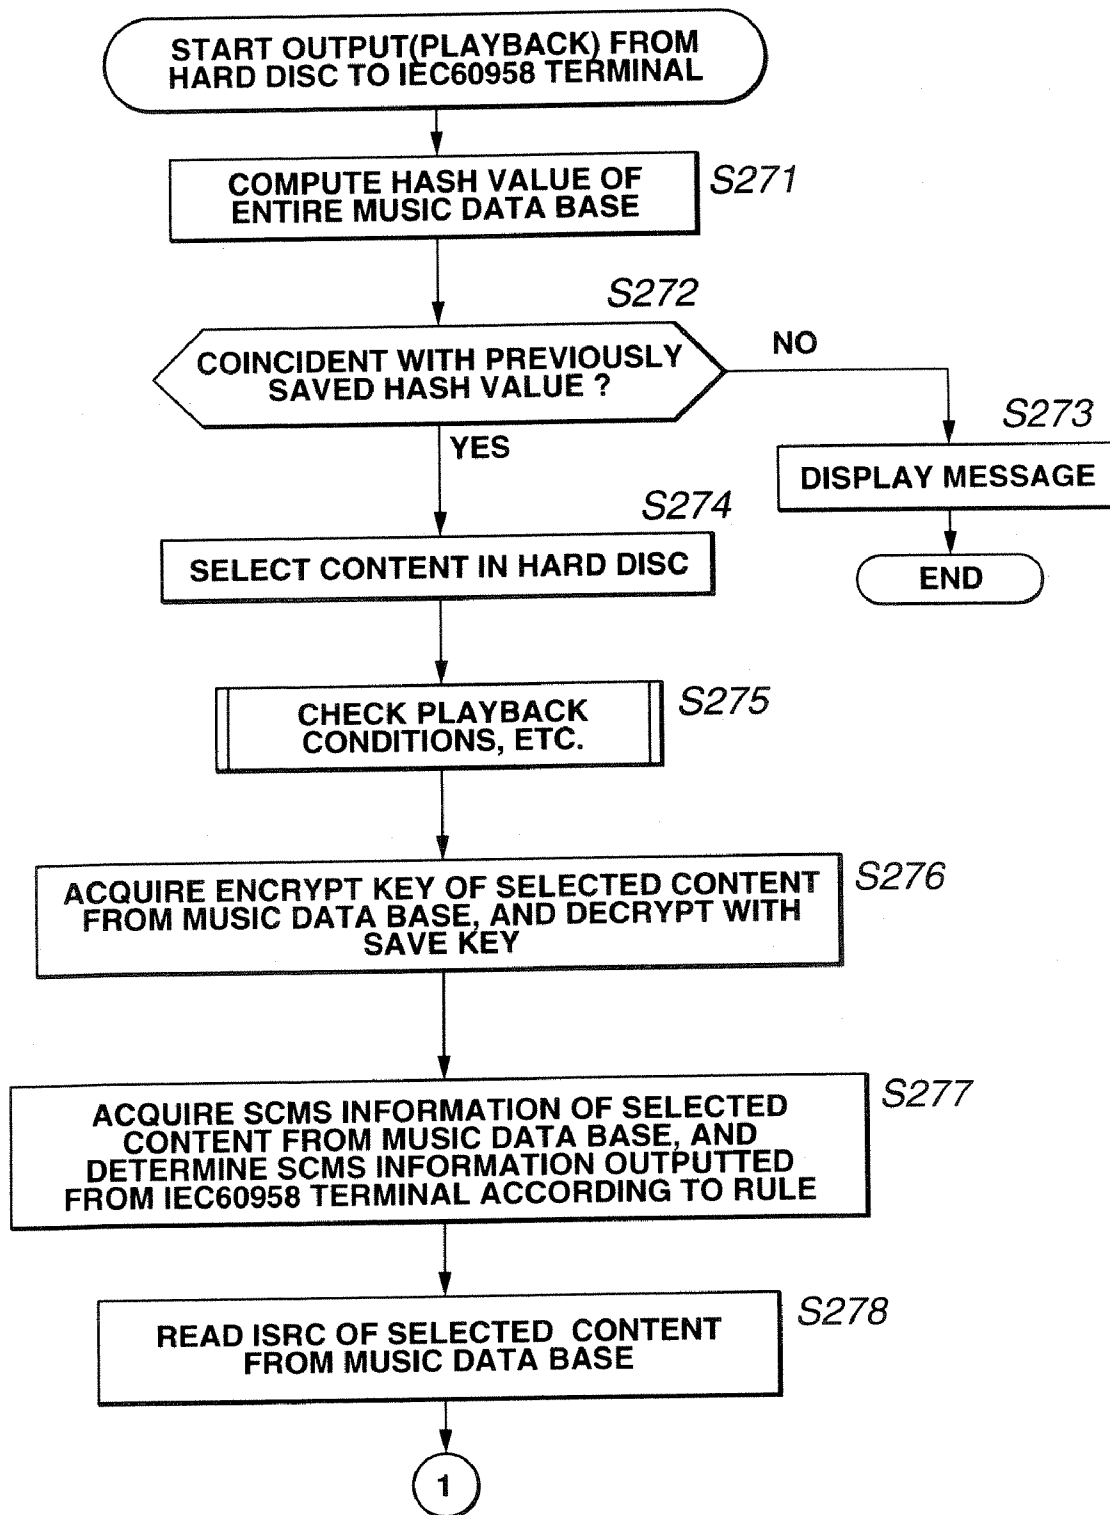 START OUTPUT(PLAYBACK) FROM
HARD DISC TO IEC60958 TERMINAL
COMPUTE HASH VALUE OF
ENTIRE MUSIC DATA BASE
S271
S272
COINCIDENT WITH PREVIOUSLY
SAVED HASH VALUE ?
NO
YES
S273
DISPLAY MESSAGE
END
S274
SELECT CONTENT IN HARD DISC
S275
CHECK PLAYBACK
CONDITIONS, ETC.
S276
ACQUIRE ENCRYPT KEY OF SELECTED CONTENT
FROM MUSIC DATA BASE, AND DECRYPT WITH
SAVE KEY
S277
ACQUIRE SCMS INFORMATION OF SELECTED
CONTENT FROM MUSIC DATA BASE, AND
DETERMINE SCMS INFORMATION OUTPUTTED
FROM IEC60958 TERMINAL ACCORDING TO RULE
S278
READ ISRC OF SELECTED CONTENT
FROM MUSIC DATA BASE
1